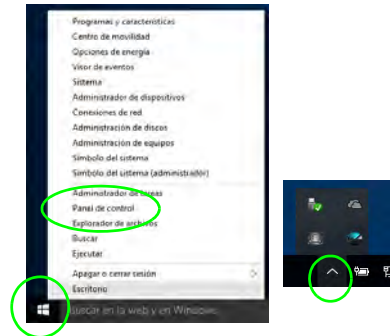 Programas y características
Centro de movilidad
Opciones de energía
Visor de eventos
Sistema
Administrador de dispositivos
Conexiones de red
Administración de discos
Administración de equipos
Símbolo del sistema
Símbolo del sistema (administrador)
Administrador de tareas
Panel de control
Explorador de archivos
Buscar
Ejecutar
Apagar o cerrar sesión
Escritorio
Buscar en la web y en Windows